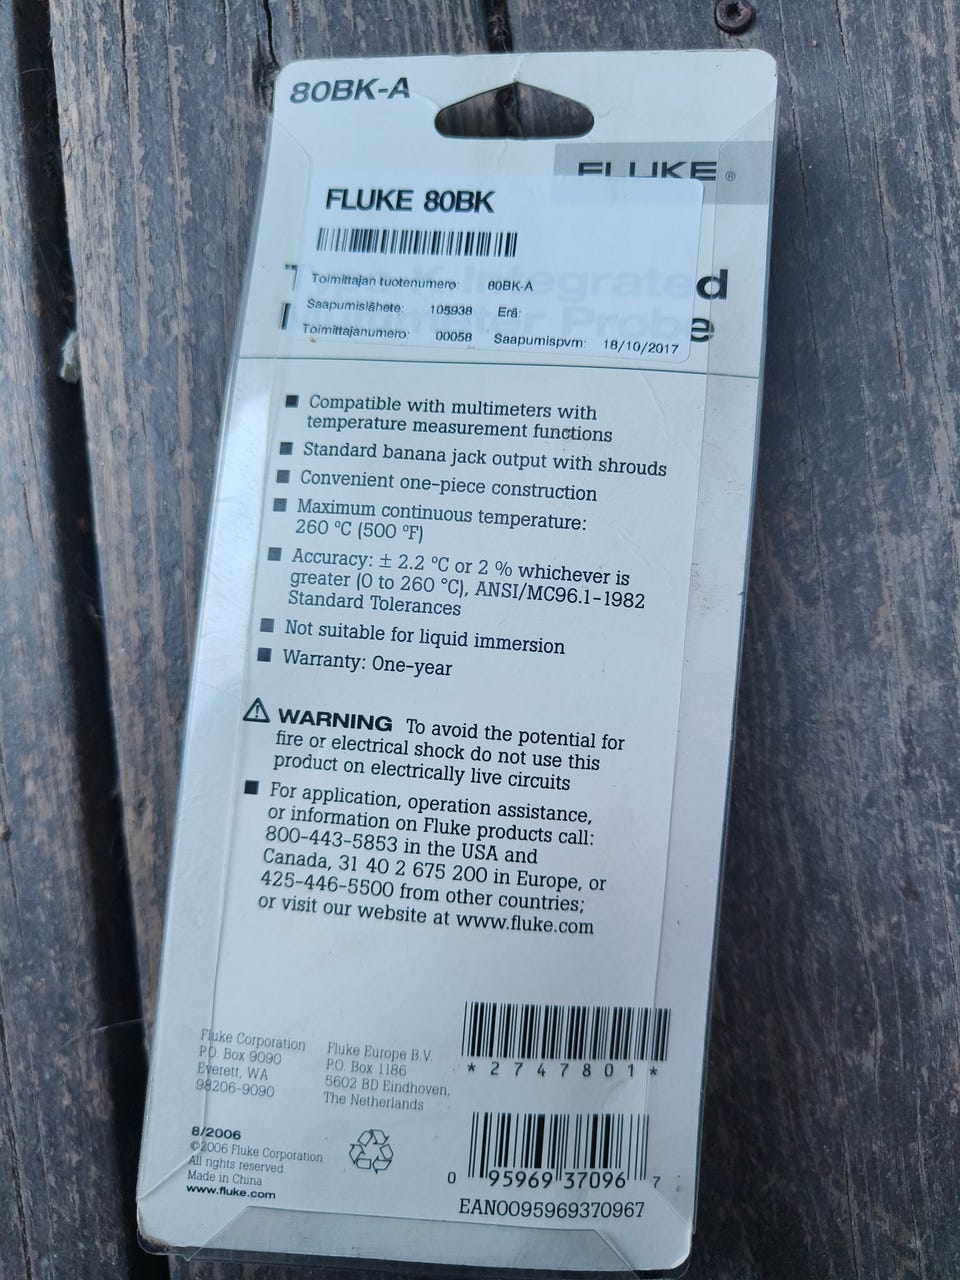 80BK-A
FLUKE®
FLUKE 80BK
Toimittajan tuotenumero: 80BK-A
Saapumislähete: 105938 Erä:
Toimittajanumero: 00058 Saapumispvm: 18/10/2017
Integrated
Probe
■ Compatible with multimeters with
temperature measurement functions
■ Standard banana jack output with shrouds
■ Convenient one-piece construction
■ Maximum continuous temperature:
260 °C (500 °F)
■ Accuracy: ± 2.2 °C or 2 % whichever is
greater (0 to 260 °C), ANSI/MC96.1-1982
Standard Tolerances
■ Not suitable for liquid immersion
■ Warranty: One-year
⚠ WARNING To avoid the potential for
fire or electrical shock do not use this
product on electrically live circuits
■ For application, operation assistance,
or information on Fluke products call:
800-443-5853 in the USA and
Canada, 31 40 2 675 200 in Europe, or
425-446-5500 from other countries;
or visit our website at www.fluke.com
Fluke Corporation
P.O. Box 9090
Everett, WA
98206-9090
Fluke Europe B.V.
P.O. Box 1186
5602 BD Eindhoven,
The Netherlands
*2747801*
8/2006
©2006 Fluke Corporation
All rights reserved
Made in China
www.fluke.com
0 95969 37096 7
EAN0095969370967